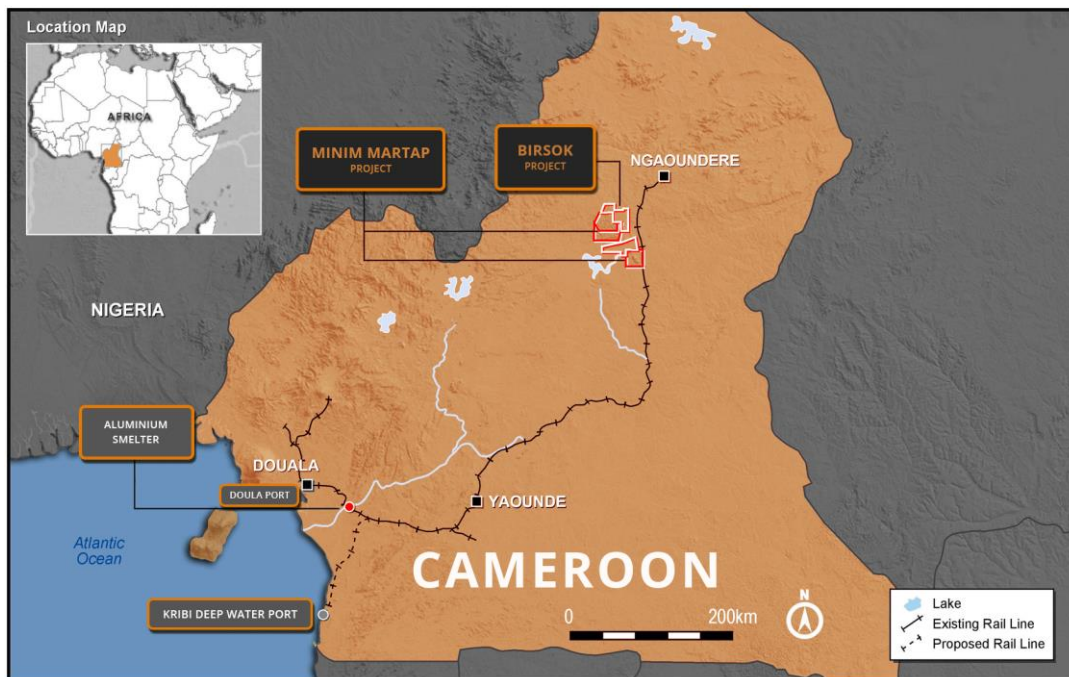 Location Map
AFRICA
MINIM MARTAP
PROJECT
BIRSOK
PROJECT
NGAOUNDERE
NIGERIA
ALUMINIUM
SMELTER
DOUALA
DOULA PORT
YAOUNDE
Atlantic
Ocean
CAMEROON
KRIBI DEEP WATER PORT
0 200km
N
Lake
Existing Rail Line
Proposed Rail Line